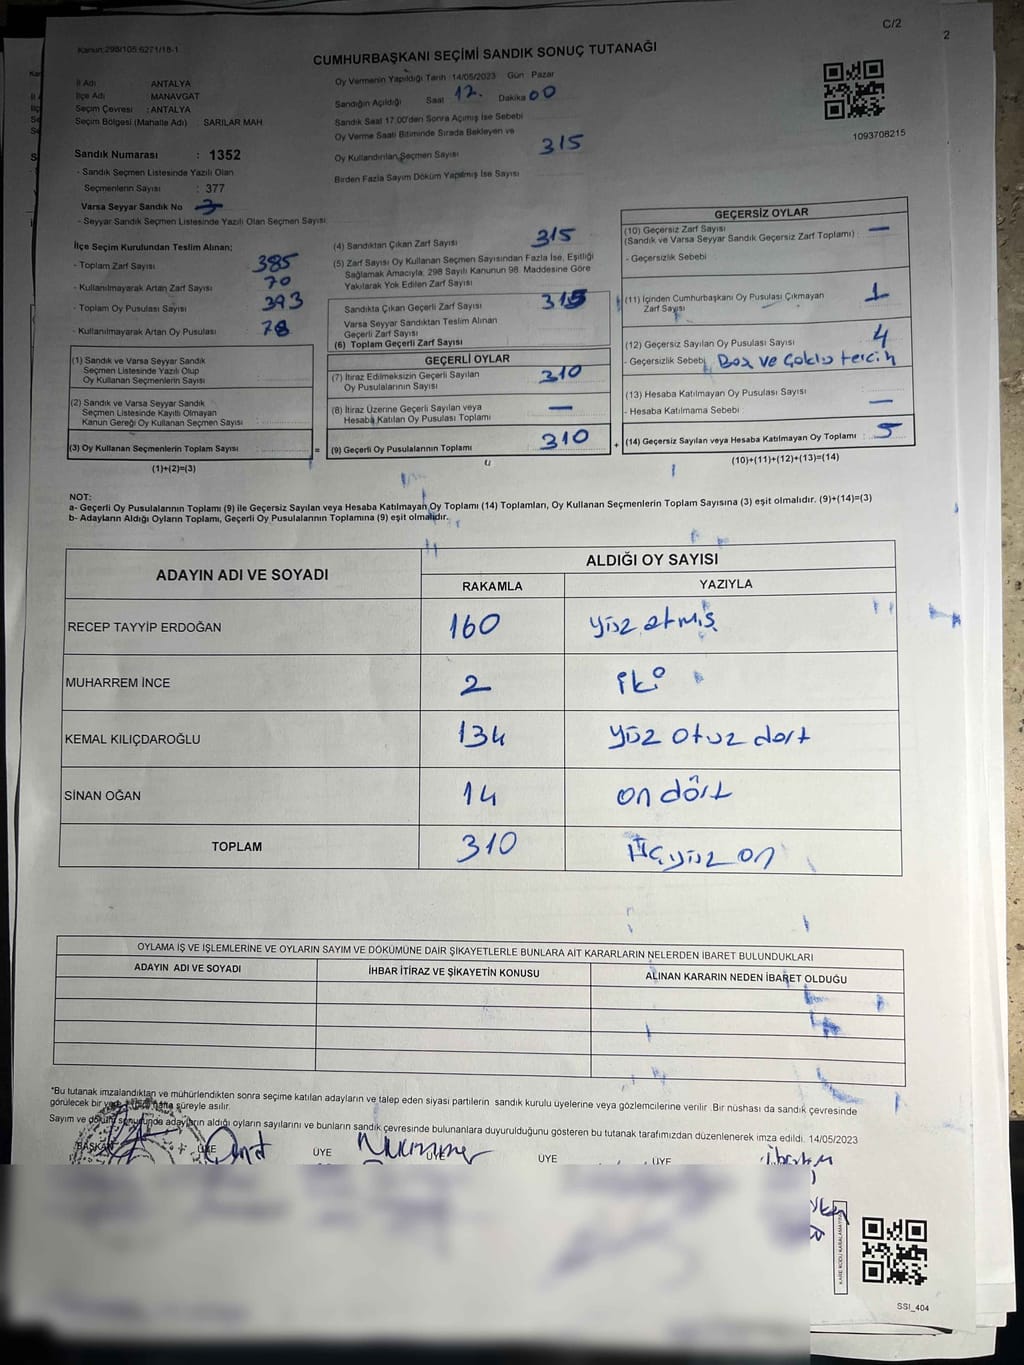 C/2
2
Kanun:298/105:6271/18-1
CUMHURBAŞKANI SEÇİMİ SANDIK SONUÇ TUTANAĞI
İl Adı : ANTALYA
İlçe Adı : MANAVGAT
Seçim Çevresi : ANTALYA
Seçim Bölgesi (Mahalle Adı) : SARILAR MAH
Oy Vermenin Yapıldığı Tarih :14/05/2023 Gün : Pazar
Sandığın Açıldığı Saat 12. Dakika 00
Sandık Saat 17:00'den Sonra Açımış İse Sebebi
Oy Verme Saati Bitiminde Sırada Bekleyen ve
Oy Kullandırılan Seçmen Sayısı 315
Birden Fazla Sayım Döküm Yapılmış İse Sayısı
1093708215
Sandık Numarası : 1352
- Sandık Seçmen Listesinde Yazılı Olan
Seçmenlerin Sayısı : 377
Varsa Seyyar Sandık No
- Seyyar Sandık Seçmen Listesinde Yazılı Olan Seçmen Sayısı
İlçe Seçim Kurulundan Teslim Alınan;
- Toplam Zarf Sayısı 385
- Kullanılmayarak Artan Zarf Sayısı 70
- Toplam Oy Pusulası Sayısı 393
- Kullanılmayarak Artan Oy Pusulası 78
(1) Sandık ve Varsa Seyyar Sandık
Seçmen Listesinde Yazılı Olup
Oy Kullanan Seçmenlerin Sayısı :
(2) Sandık ve Varsa Seyyar Sandık
Seçmen Listesinde Kayıtlı Olmayan
Kanun Gereği Oy Kullanan Seçmen Sayısı :
(3) Oy Kullanan Seçmenlerin Toplam Sayısı :
(1)+(2)=(3)
=
(4) Sandıktan Çıkan Zarf Sayısı 315
(5) Zarf Sayısı Oy Kullanan Seçmen Sayısından Fazla İse, Eşitliği
Sağlamak Amacıyla, 298 Sayılı Kanunun 98. Maddesine Göre
Yakılarak Yok Edilen Zarf Sayısı
Sandıkta Çıkan Geçerli Zarf Sayısı 315
Varsa Seyyar Sandıktan Teslim Alınan
Geçerli Zarf Sayısı
(6) Toplam Geçerli Zarf Sayısı
GEÇERLİ OYLAR
(7) İtiraz Edilmeksizin Geçerli Sayılan
Oy Pusulalarının Sayısı 310
(8) İtiraz Üzerine Geçerli Sayılan veya
Hesaba Katılan Oy Pusulası Toplamı —
(9) Geçerli Oy Pusulalarının Toplamı 310
+
GEÇERSİZ OYLAR
(10) Geçersiz Zarf Sayısı
(Sandık ve Varsa Seyyar Sandık Geçersiz Zarf Toplamı) —
- Geçersizlik Sebebi
(11) İçinden Cumhurbaşkanı Oy Pusulası Çıkmayan
Zarf Sayısı 1
(12) Geçersiz Sayılan Oy Pusulası Sayısı 4
- Geçersizlik Sebebi Boş ve Çoklu tercih
(13) Hesaba Katılmayan Oy Pusulası Sayısı —
- Hesaba Katılmama Sebebi
(14) Geçersiz Sayılan veya Hesaba Katılmayan Oy Toplamı : 5
(10)+(11)+(12)+(13)=(14)
NOT:
a- Geçerli Oy Pusulalarının Toplamı (9) ile Geçersiz Sayılan veya Hesaba Katılmayan Oy Toplamı (14) Toplamları, Oy Kullanan Seçmenlerin Toplam Sayısına (3) eşit olmalıdır. (9)+(14)=(3)
b- Adayların Aldığı Oyların Toplamı, Geçerli Oy Pusulalarının Toplamına (9) eşit olmalıdır.
ADAYIN ADI VE SOYADI ALDIĞI OY SAYISI
RAKAMLA YAZIYLA
RECEP TAYYİP ERDOĞAN 160 yüz atmış
MUHARREM İNCE 2 iki
KEMAL KILIÇDAROĞLU 134 yüz otuz dört
SİNAN OĞAN 14 on dört
TOPLAM 310 Üçyüz on
OYLAMA İŞ VE İŞLEMLERİNE VE OYLARIN SAYIM VE DÖKÜMÜNE DAİR ŞİKAYETLERLE BUNLARA AİT KARARLARIN NELERDEN İBARET BULUNDUKLARI
ADAYIN ADI VE SOYADI İHBAR İTİRAZ VE ŞİKAYETİN KONUSU ALINAN KARARIN NEDEN İBARET OLDUĞU
*Bu tutanak imzalandıktan ve mühürlendikten sonra seçime katılan adayların ve talep eden siyasi partilerin sandık kurulu üyelerine veya gözlemcilerine verilir. Bir nüshası da sandık çevresinde
görülecek bir yere bir hafta süreyle asılır.
Sayım ve döküm sonucunda adayların aldığı oyların sayılarını ve bunların sandık çevresinde bulunanlara duyurulduğunu gösteren bu tutanak tarafımızdan düzenlenerek imza edildi. 14/05/2023
BAŞKAN ÜYE ÜYE ÜYE ÜYE ÜYE
SSI_404